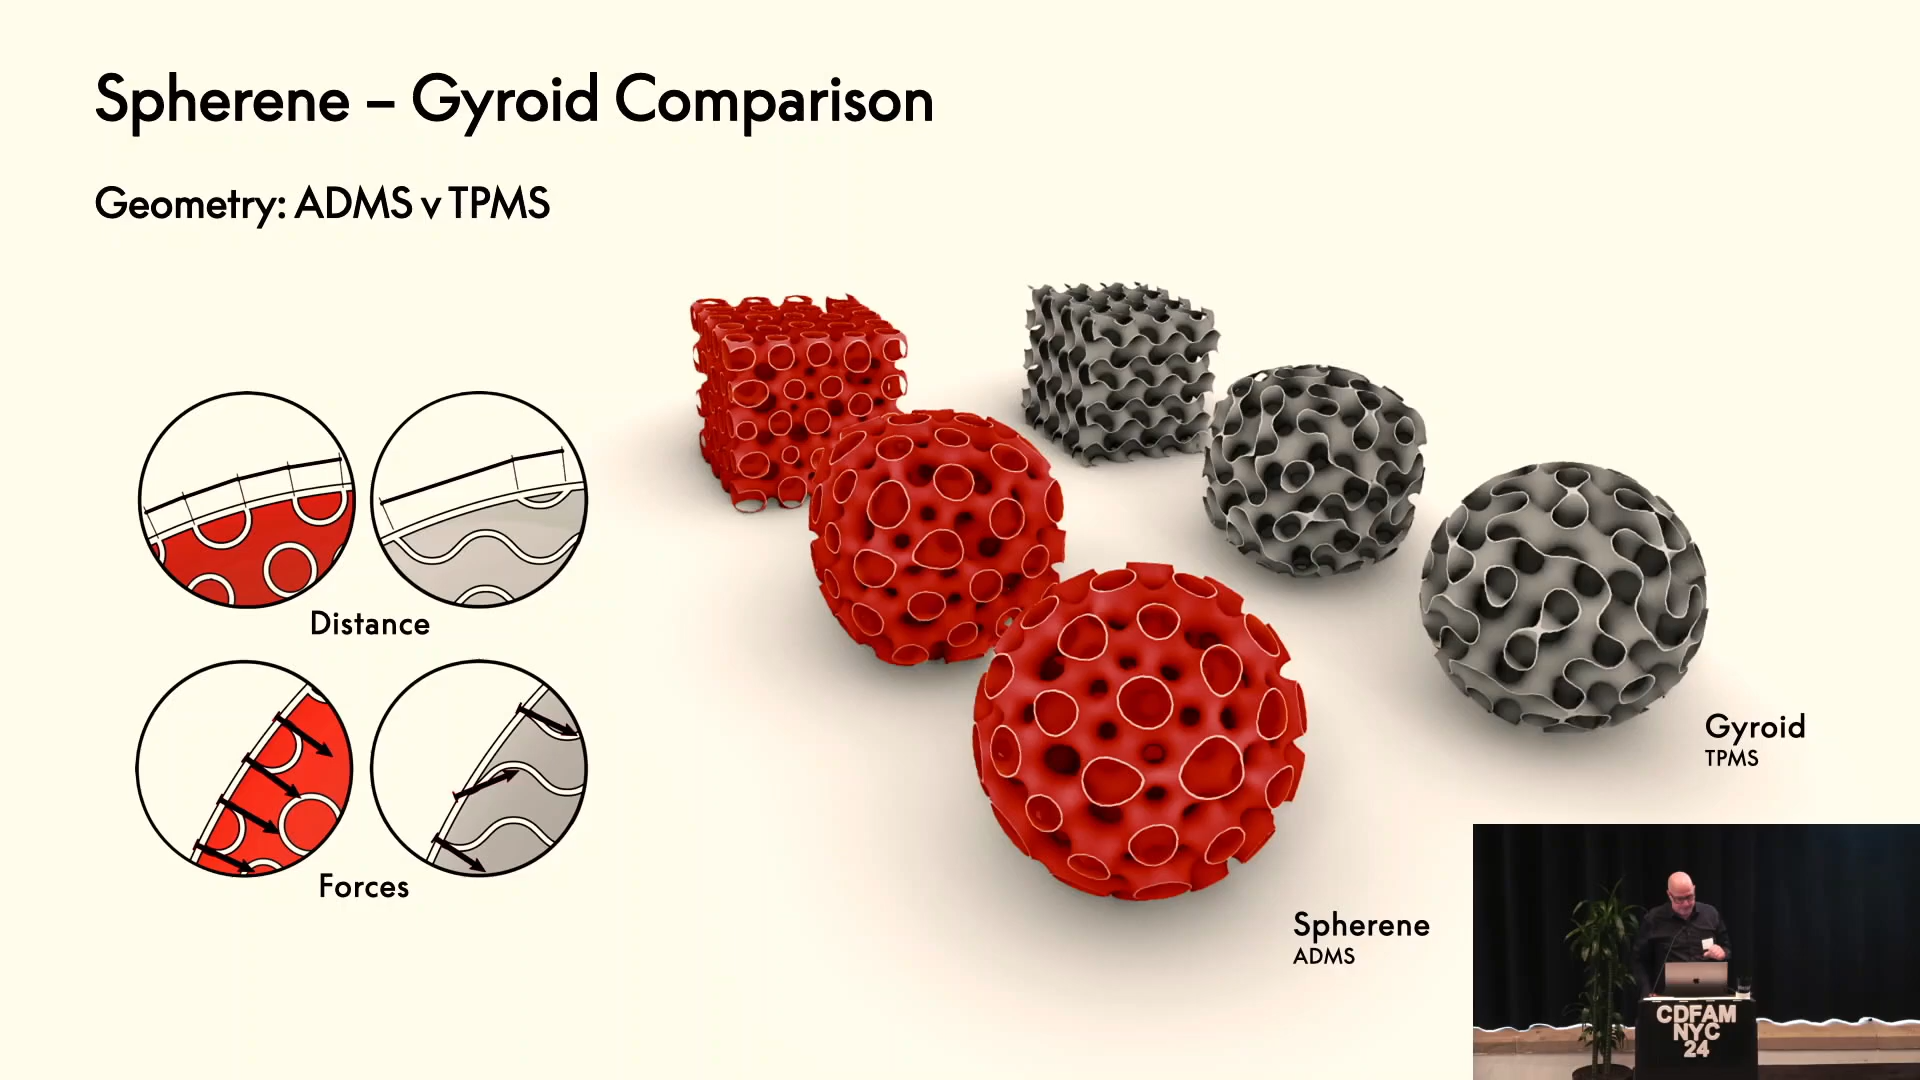 Spherene – Gyroid Comparison
Geometry: ADMS v TPMS
Distance
Forces
Gyroid
TPMS
Spherene
ADMS
CDFAM
NYC
24